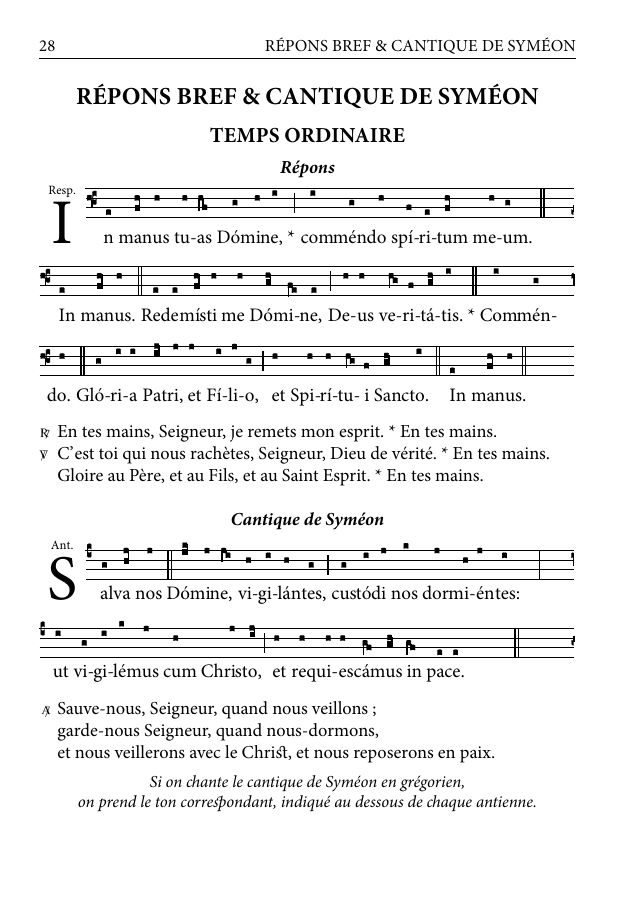 28 RÉPONS BREF & CANTIQUE DE SYMÉON
RÉPONS BREF & CANTIQUE DE SYMÉON
TEMPS ORDINAIRE
Répons
Resp.
In manus tu-as Dómine, * comméndo spí-ri-tum me-um.
In manus. Redemísti me Dómi-ne, De-us ve-ri-tá-tis. * Commén-
do. Gló-ri-a Patri, et Fí-li-o, et Spi-rí-tu- i Sancto. In manus.
℟ En tes mains, Seigneur, je remets mon esprit. * En tes mains.
℣ C’est toi qui nous rachètes, Seigneur, Dieu de vérité. * En tes mains.
Gloire au Père, et au Fils, et au Saint Esprit. * En tes mains.
Cantique de Syméon
Ant.
Salva nos Dómine, vi-gi-lántes, custódi nos dormi-éntes:
ut vi-gi-lémus cum Christo, et requi-escámus in pace.
A Sauve-nous, Seigneur, quand nous veillons ;
garde-nous Seigneur, quand nous-dormons,
et nous veillerons avec le Christ, et nous reposerons en paix.
Si on chante le cantique de Syméon en grégorien,
on prend le ton correspondant, indiqué au dessous de chaque antienne.